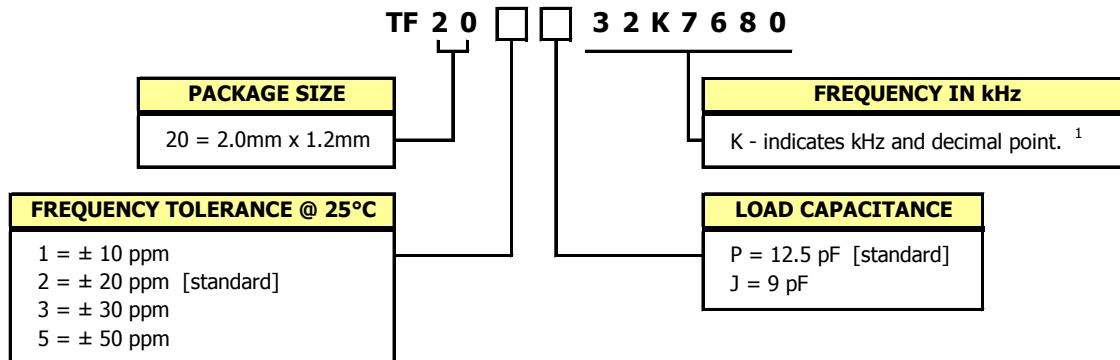 TF 2 0 3 2 K 7 6 8 0
PACKAGE SIZE
20 = 2.0mm x 1.2mm
FREQUENCY IN kHz
K - indicates kHz and decimal point. 1
FREQUENCY TOLERANCE @ 25°C
1 = ± 10 ppm
2 = ± 20 ppm [standard]
3 = ± 30 ppm
5 = ± 50 ppm
LOAD CAPACITANCE
P = 12.5 pF [standard]
J = 9 pF